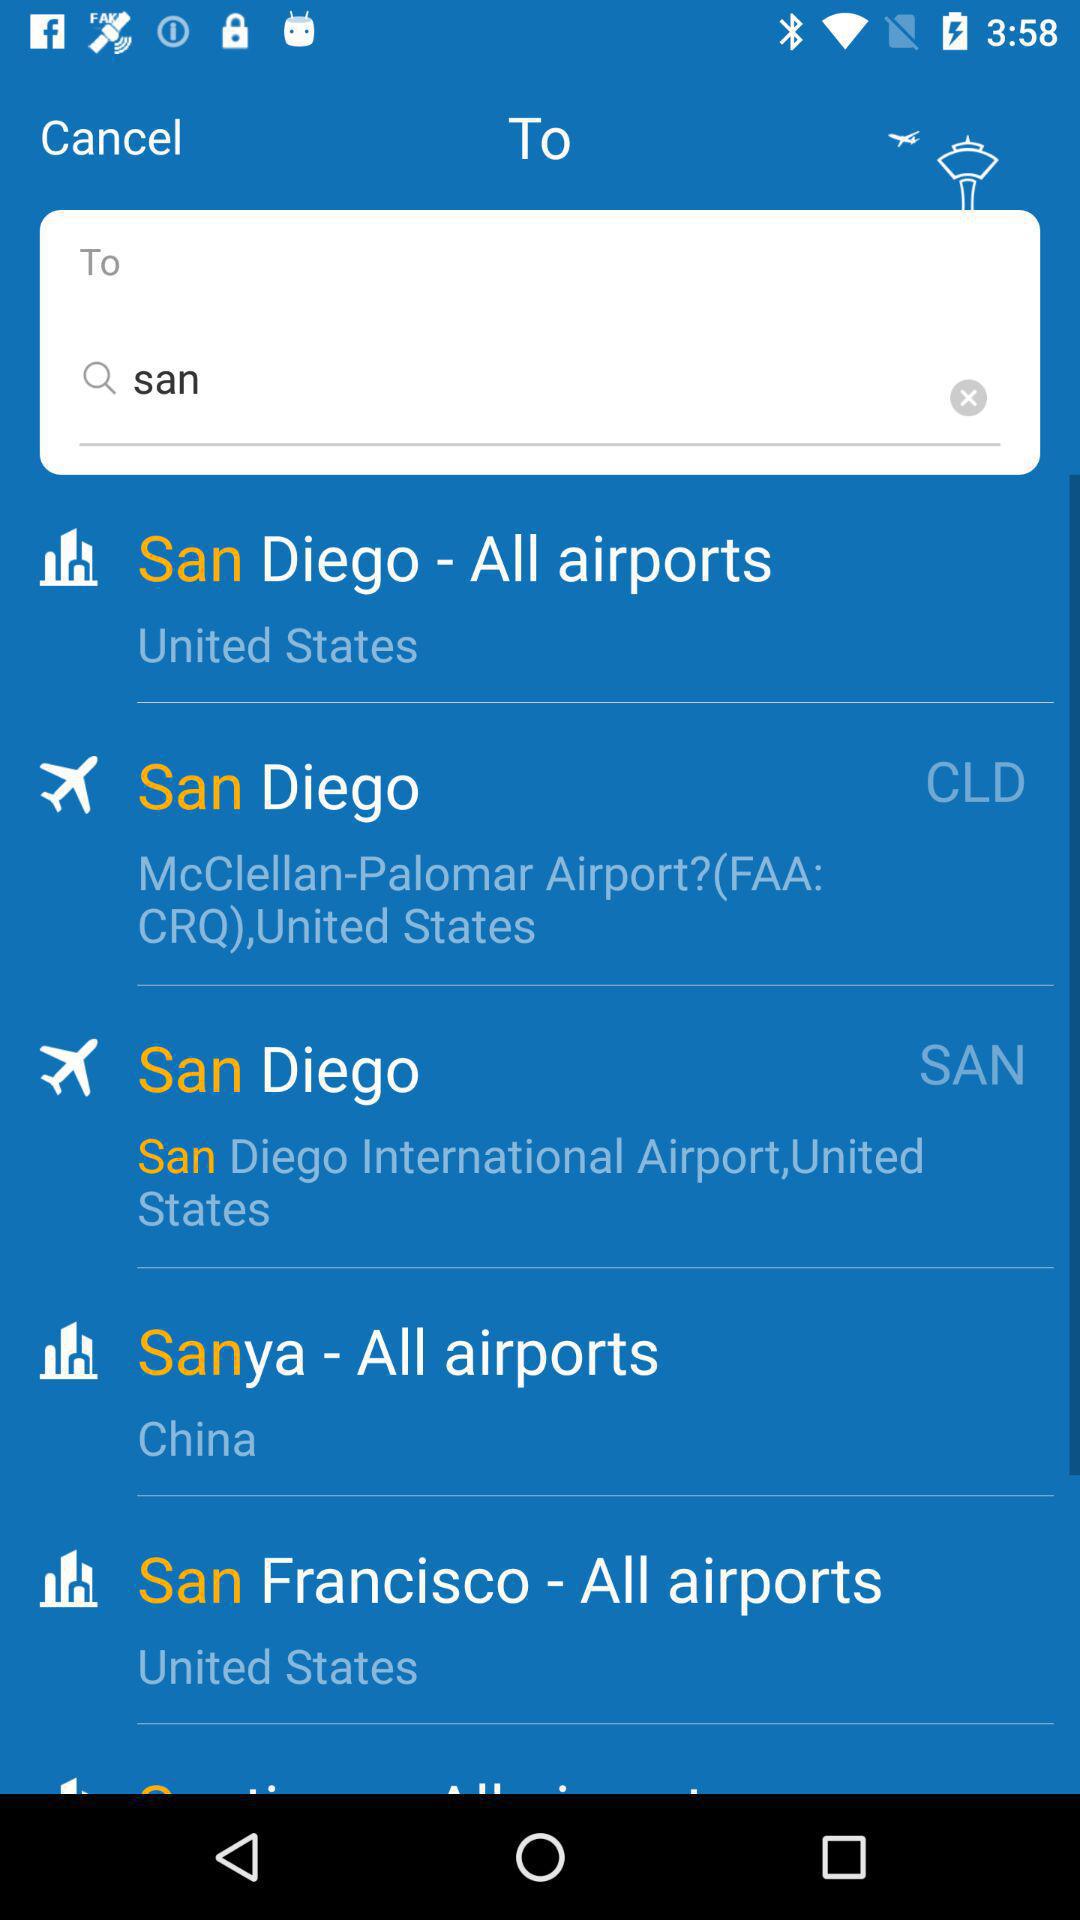 FAKE
3:58
Cancel
To
To
san
San Diego - All airports
United States
San Diego
CLD
McClellan-Palomar Airport?(FAA:
CRQ),United States
San Diego
SAN
San Diego International Airport,United
States
Sanya - All airports
China
San Francisco - All airports
United States